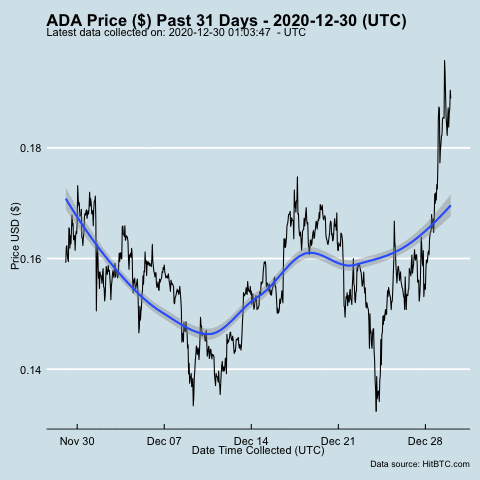 ADA Price ($) Past 31 Days - 2020-12-30 (UTC)
Latest data collected on: 2020-12-30 01:03:47 - UTC
Price USD ($)
0.18
0.16
0.14
Nov 30
Dec 07
Dec 14
Dec 21
Dec 28
Date Time Collected (UTC)
Data source: HitBTC.com